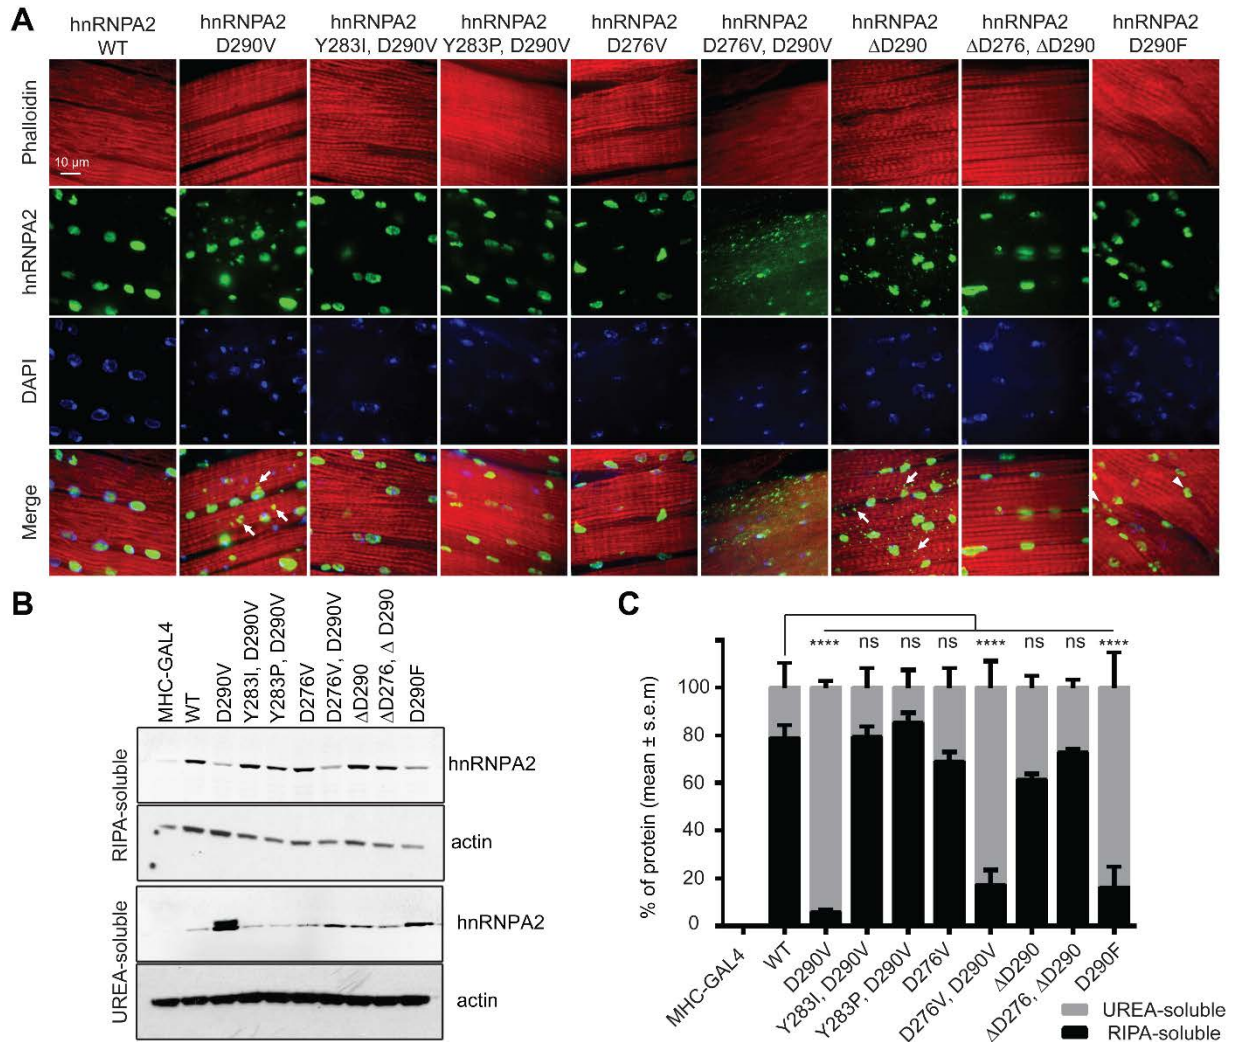 A
hnRNPA2
WT
hnRNPA2
D290V
hnRNPA2
Y283I, D290V
hnRNPA2
Y283P, D290V
hnRNPA2
D276V
hnRNPA2
D276V, D290V
hnRNPA2
ΔD290
hnRNPA2
ΔD276, ΔD290
hnRNPA2
D290F
Phalloidin
10 µm
hnRNPA2
DAPI
Merge
B
MHC-GAL4
WT
D290V
Y283I, D290V
Y283P, D290V
D276V
D276V, D290V
ΔD290
ΔD276, Δ D290
D290F
RIPA-soluble
hnRNPA2
actin
UREA-soluble
hnRNPA2
actin
C
% of protein (mean ± s.e.m)
100
80
60
40
20
0
**** ns ns ns **** ns ns ****
MHC-GAL4
WT
D290V
Y283I, D290V
Y283P, D290V
D276V
D276V, D290V
ΔD290
ΔD276, ΔD290
D290F
UREA-soluble
RIPA-soluble